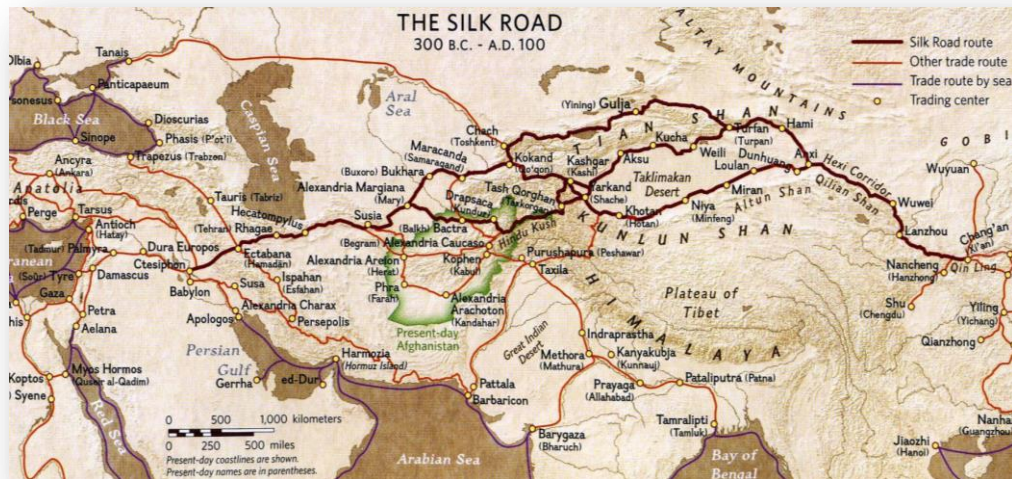 THE SILK ROAD
300 B.C. - A.D. 100
Silk Road route
Other trade route
Trade route by sea
Trading center
Olbia
Tanais
Panticapaeum
Black Sea
Dioscurias
Phasis (P'ot'i)
Sinope
Trapezus (Trabzon)
Caspian Sea
Aral
Sea
ALTAY MOUNTAINS
GOBI
Ancyra
(Ankara)
Anatolia
Perge
Tarsus
Antioch
(Hatay)
(Tadmur) Palmyra
Tyre
Damascus
Gaza
Petra
Aelana
Dura Europos
Ctesiphon
Babylon
Tauris (Tabriz)
Hecatompylus
(Tehran) Rhagae
Ectabana
(Hamadan)
Susa
Ispahan
(Esfahan)
Alexandria Charax
Apologos
Persepolis
Persian
Gulf
Gerrha
ed-Dur
Harmozia
(Hormuz Island)
Koptos
Syene
Myos Hormos
(Quseir al-Qadim)
Red Sea
Chach
(Toshkent)
Maracanda
(Samarqand)
(Buxoro) Bukhara
Alexandria Margiana
(Mary)
Susia
Kokand
(Qo'qon)
Drapsaca
(Kunduz)
(Balkh) Bactra
(Begram) Alexandria Caucaso
Alexandria Areion
(Herat)
Kophen
(Kabul)
Hindu Kush
Phra
(Farah)
Alexandria
Arachoton
(Kandahar)
Present-day
Afghanistan
Tash Qorghan
(Taxkorgan)
Kashgar
(Kashi)
Yarkand
(Shache)
(Yining) Gulja
TIAN SHAN
Aksu
Kucha
Weili
Turfan
(Turpan)
Hami
Taklimakan
Desert
Loulan
Dunhuang
Anxi
Miran
Niya
(Minfeng)
Khotan
(Hotan)
Altun Shan
KUNLUN SHAN
Hexi Corridor
Qilian Shan
Wuyuan
Wuwei
Lanzhou
Chang'an
(Xi'an)
Qin Ling
Nancheng
(Hanzhong)
Shu
(Chengdu)
Yiling
(Yichang)
Qianzhong
Jiaozhi
(Hanoi)
(Guangzhou)
Plateau of
Tibet
HIMALAYA
Purushapura (Peshawar)
Taxila
Great Indian
Desert
Indraprastha
Methora
(Mathura)
Kanyakubja
(Kunnauj)
Prayaga
(Allahabad)
Pataliputra (Patna)
Tamralipti
(Tamluk)
Pattala
Barbaricon
Barygaza
(Bharuch)
Arabian Sea
Bay of
Bengal
0 500 1,000 kilometers
0 250 500 miles
Present-day coastlines are shown.
Present-day names are in parentheses.